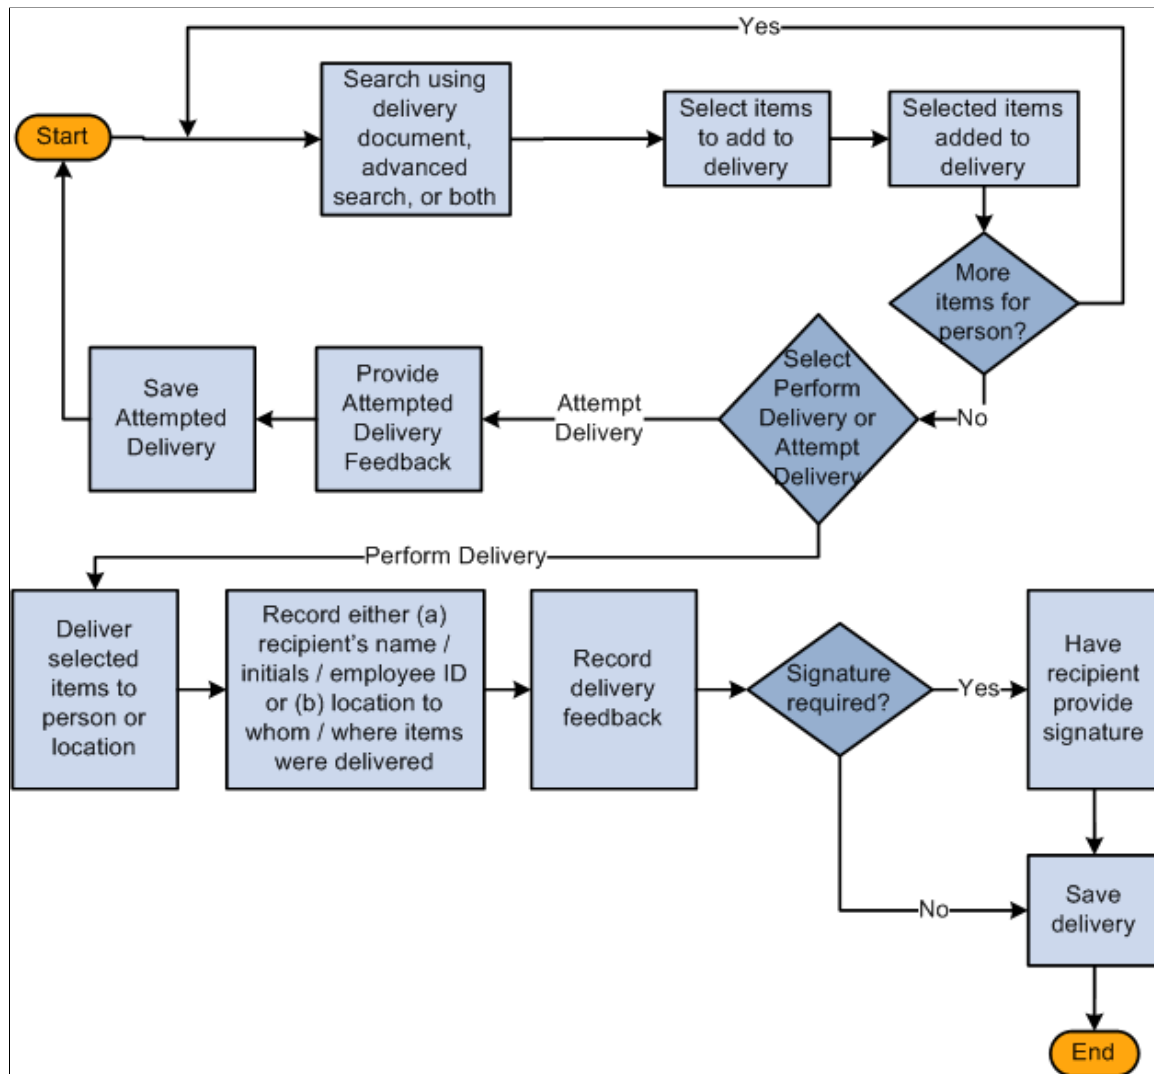 Yes
Start
Search using
delivery
document,
advanced
search, or both
Select items
to add to
delivery
Selected items
added to
delivery
More
items for
person?
No
Select
Perform
Delivery or
Attempt
Delivery
Attempt
Delivery
Provide
Attempted
Delivery
Feedback
Save
Attempted
Delivery
Perform Delivery
Deliver
selected
items to
person or
location
Record either (a)
recipient's name /
initials / employee ID
or (b) location to
whom / where items
were delivered
Record
delivery
feedback
Signature
required?
Yes
Have
recipient
provide
signature
No
Save
delivery
End